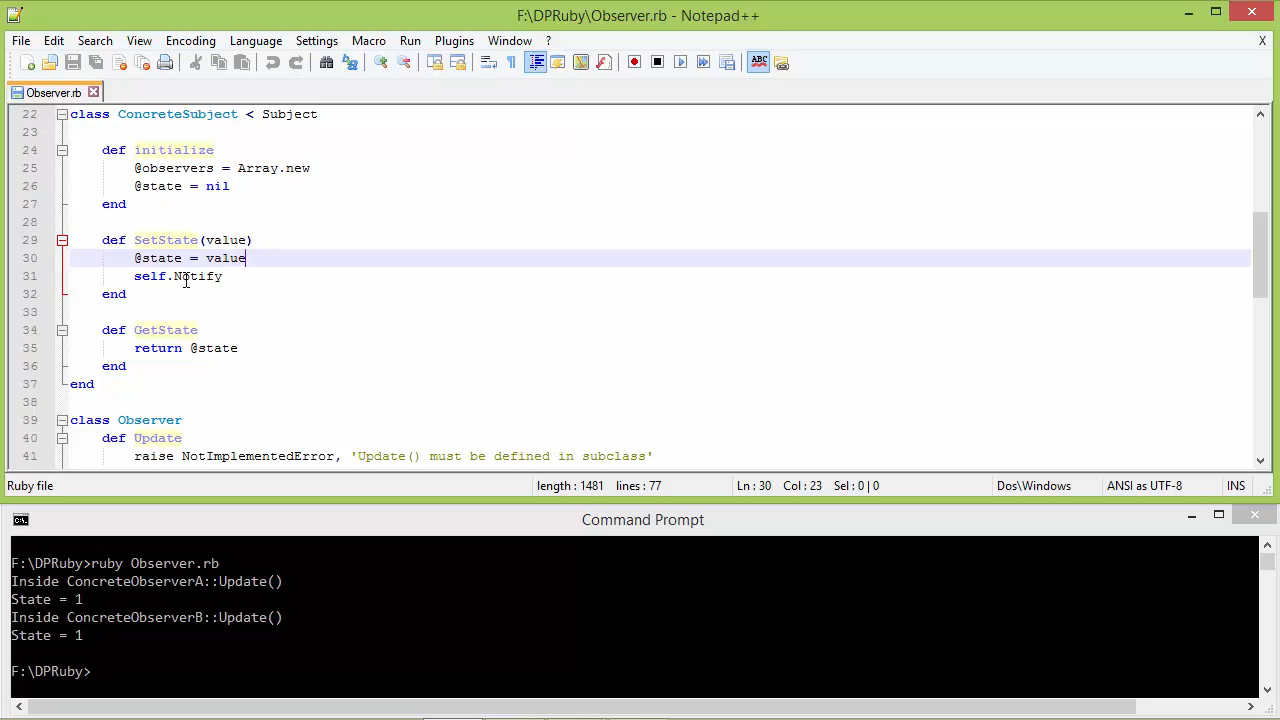 F:\DPRuby\Observer.rb - Notepad++
File Edit Search View Encoding Language Settings Macro Run Plugins Window ? X
ABC
Observer.rb
22 class ConcreteSubject < Subject
23
24 def initialize
25 @observers = Array.new
26 @state = nil
27 end
28
29 def SetState(value)
30 @state = value
31 self.Notify
32 end
33
34 def GetState
35 return @state
36 end
37 end
38
39 class Observer
40 def Update
41 raise NotImplementedError, 'Update() must be defined in subclass'
Ruby file length : 1481 lines : 77 Ln : 30 Col : 23 Sel : 0 | 0 Dos\Windows ANSI as UTF-8 INS
Command Prompt
F:\DPRuby>ruby Observer.rb
Inside ConcreteObserverA::Update()
State = 1
Inside ConcreteObserverB::Update()
State = 1
F:\DPRuby>